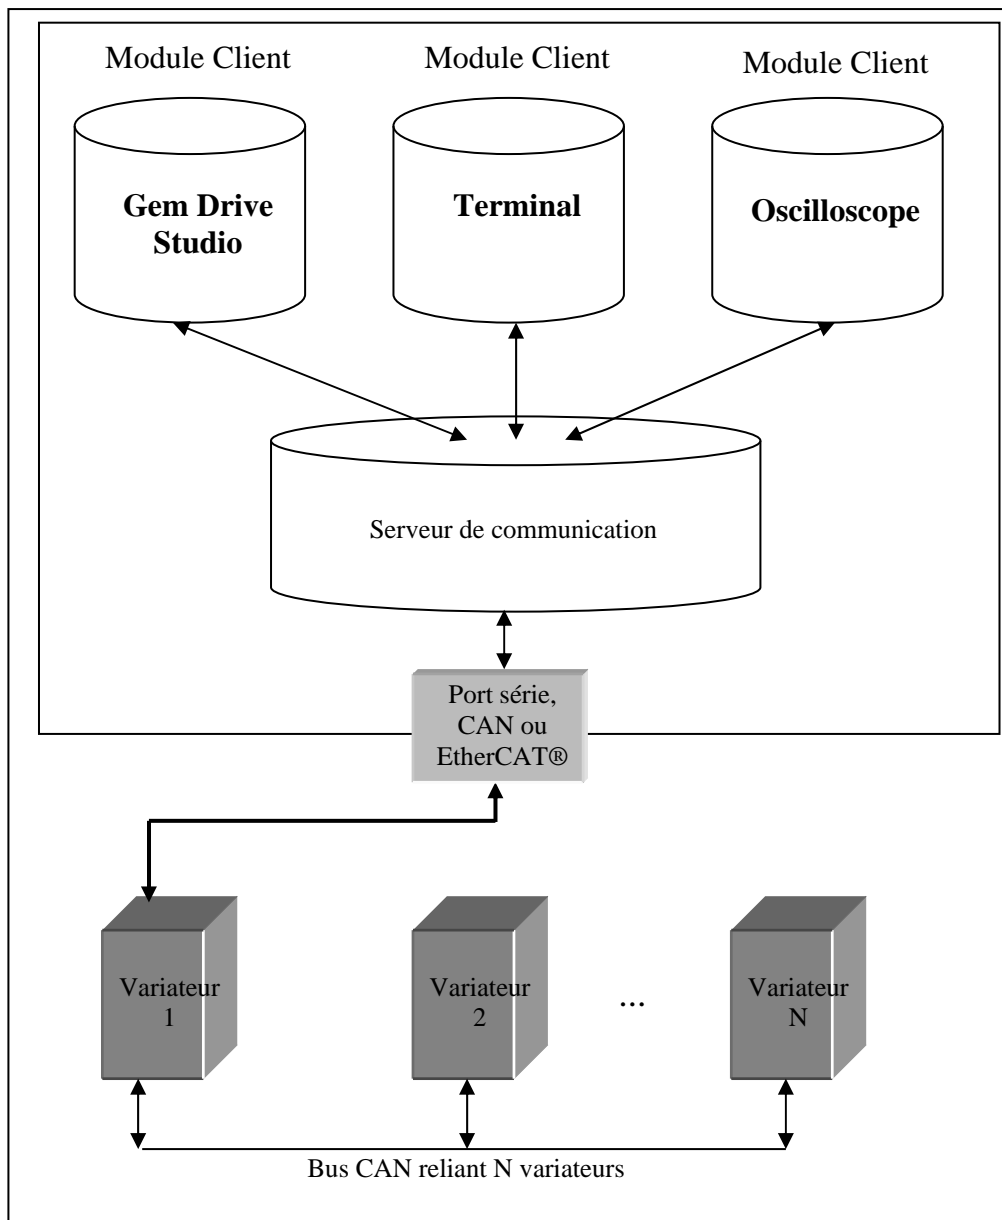 Module Client
Module Client
Module Client
Gem Drive
Studio
Terminal
Oscilloscope
Serveur de communication
Port série,
CAN ou
EtherCAT®
Variateur
1
Variateur
2
...
Variateur
N
Bus CAN reliant N variateurs